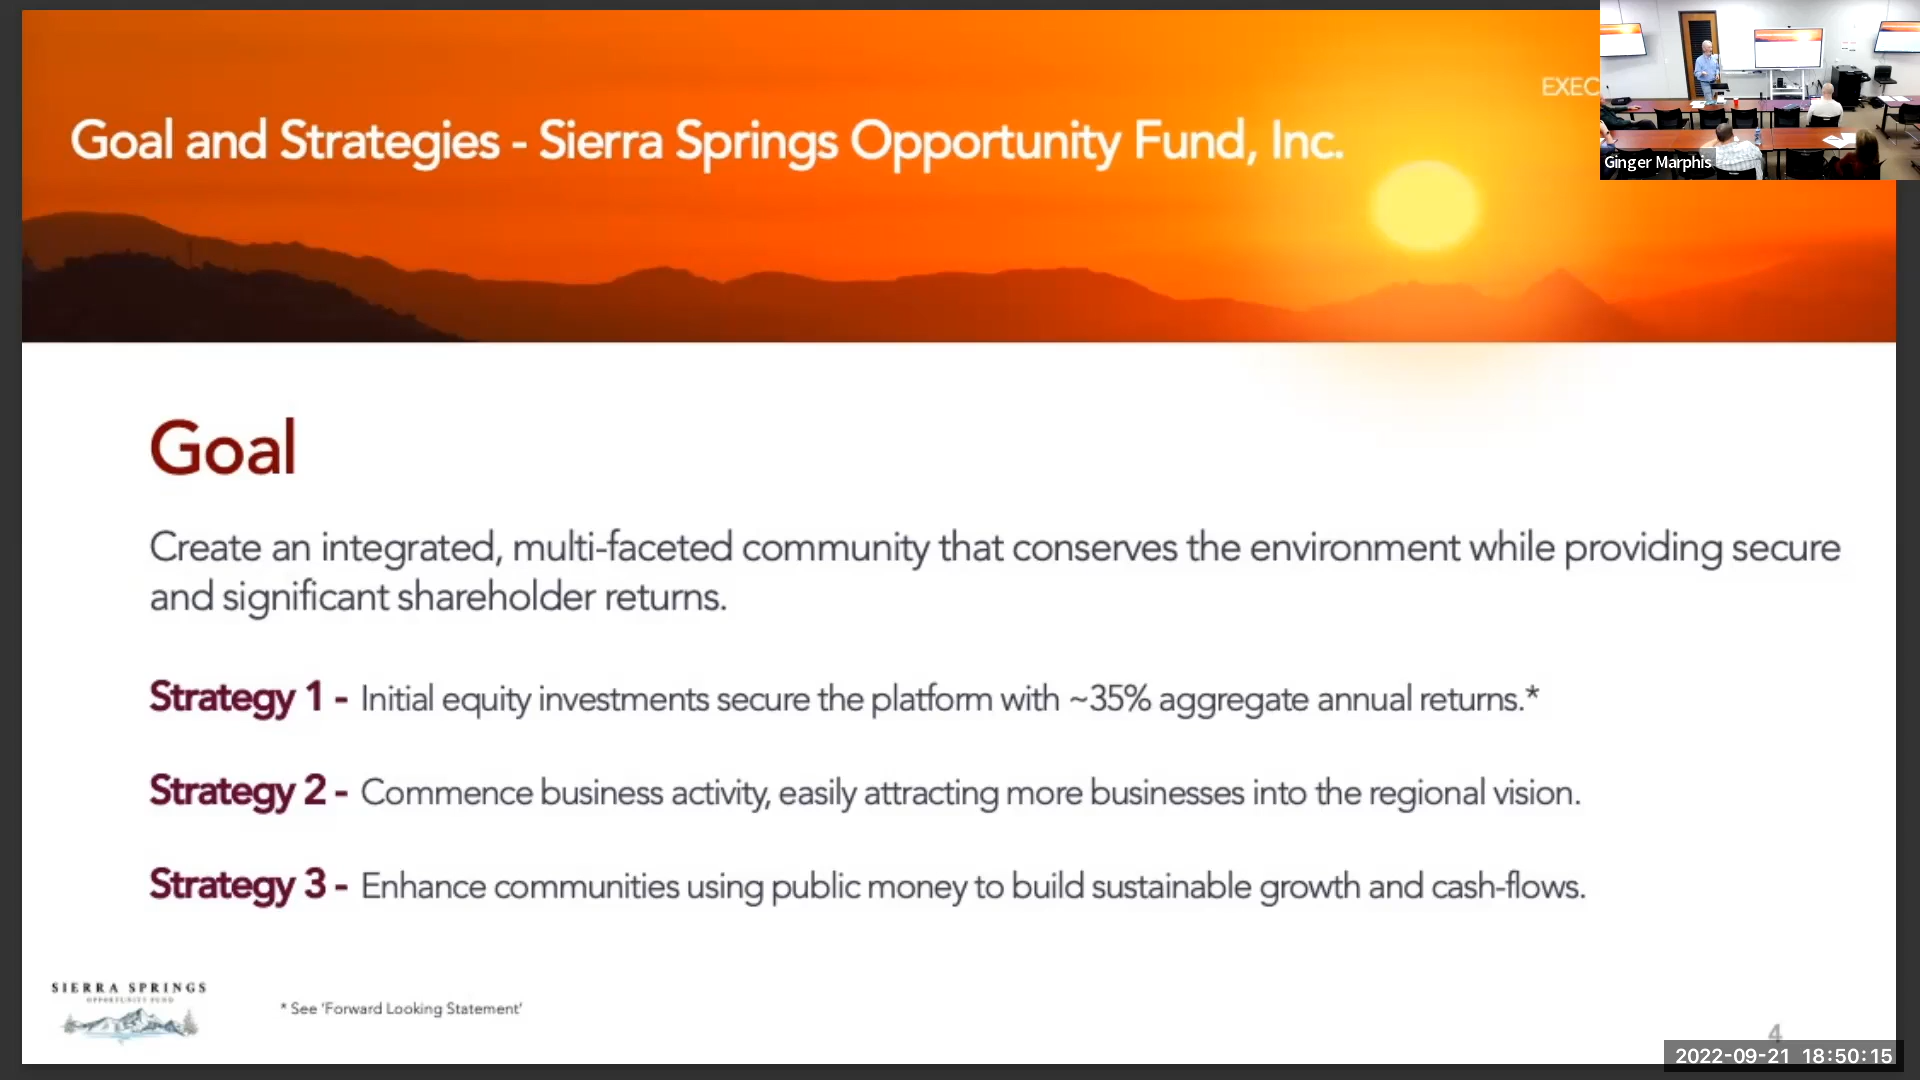 EXEC
Goal and Strategies - Sierra Springs Opportunity Fund, Inc.
Ginger Marphis
Goal
Create an integrated, multi-faceted community that conserves the environment while providing secure
and significant shareholder returns.
Strategy 1 - Initial equity investments secure the platform with ~35% aggregate annual returns.*
Strategy 2 - Commence business activity, easily attracting more businesses into the regional vision.
Strategy 3 - Enhance communities using public money to build sustainable growth and cash-flows.
SIERRA SPRINGS
OPPORTUNITY FUND
* See 'Forward Looking Statement'
4
2022-09-21 18:50:15